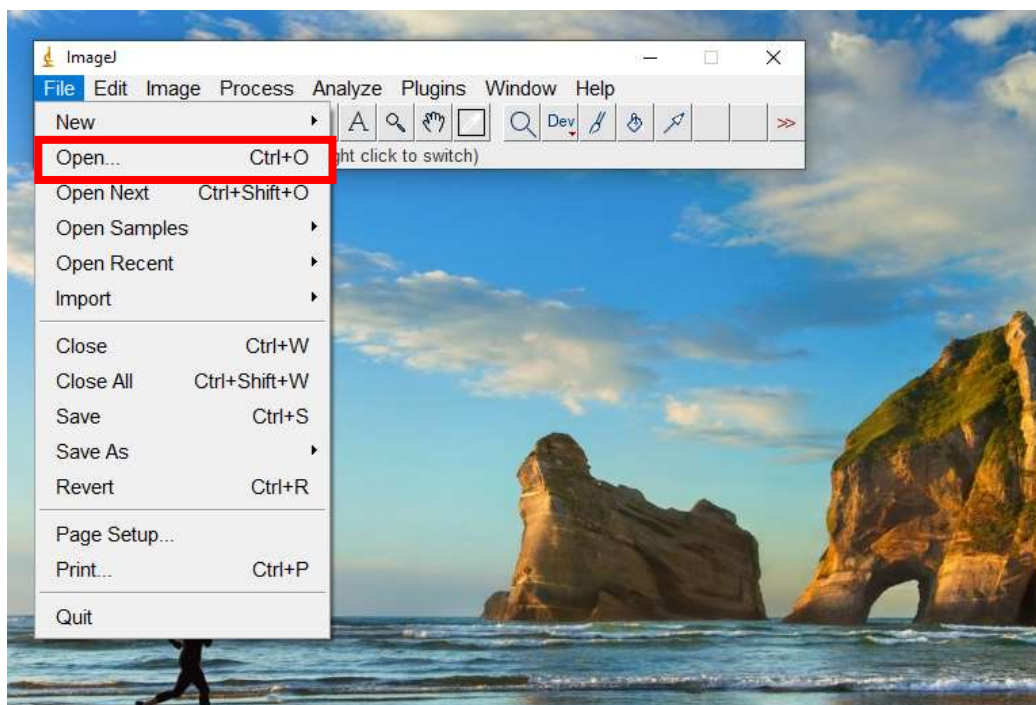 ImageJ
File Edit Image Process Analyze Plugins Window Help
New
A Dev >>
Open... Ctrl+O
click to switch)
Open Next Ctrl+Shift+O
Open Samples
Open Recent
Import
Close Ctrl+W
Close All Ctrl+Shift+W
Save Ctrl+S
Save As
Revert Ctrl+R
Page Setup...
Print... Ctrl+P
Quit